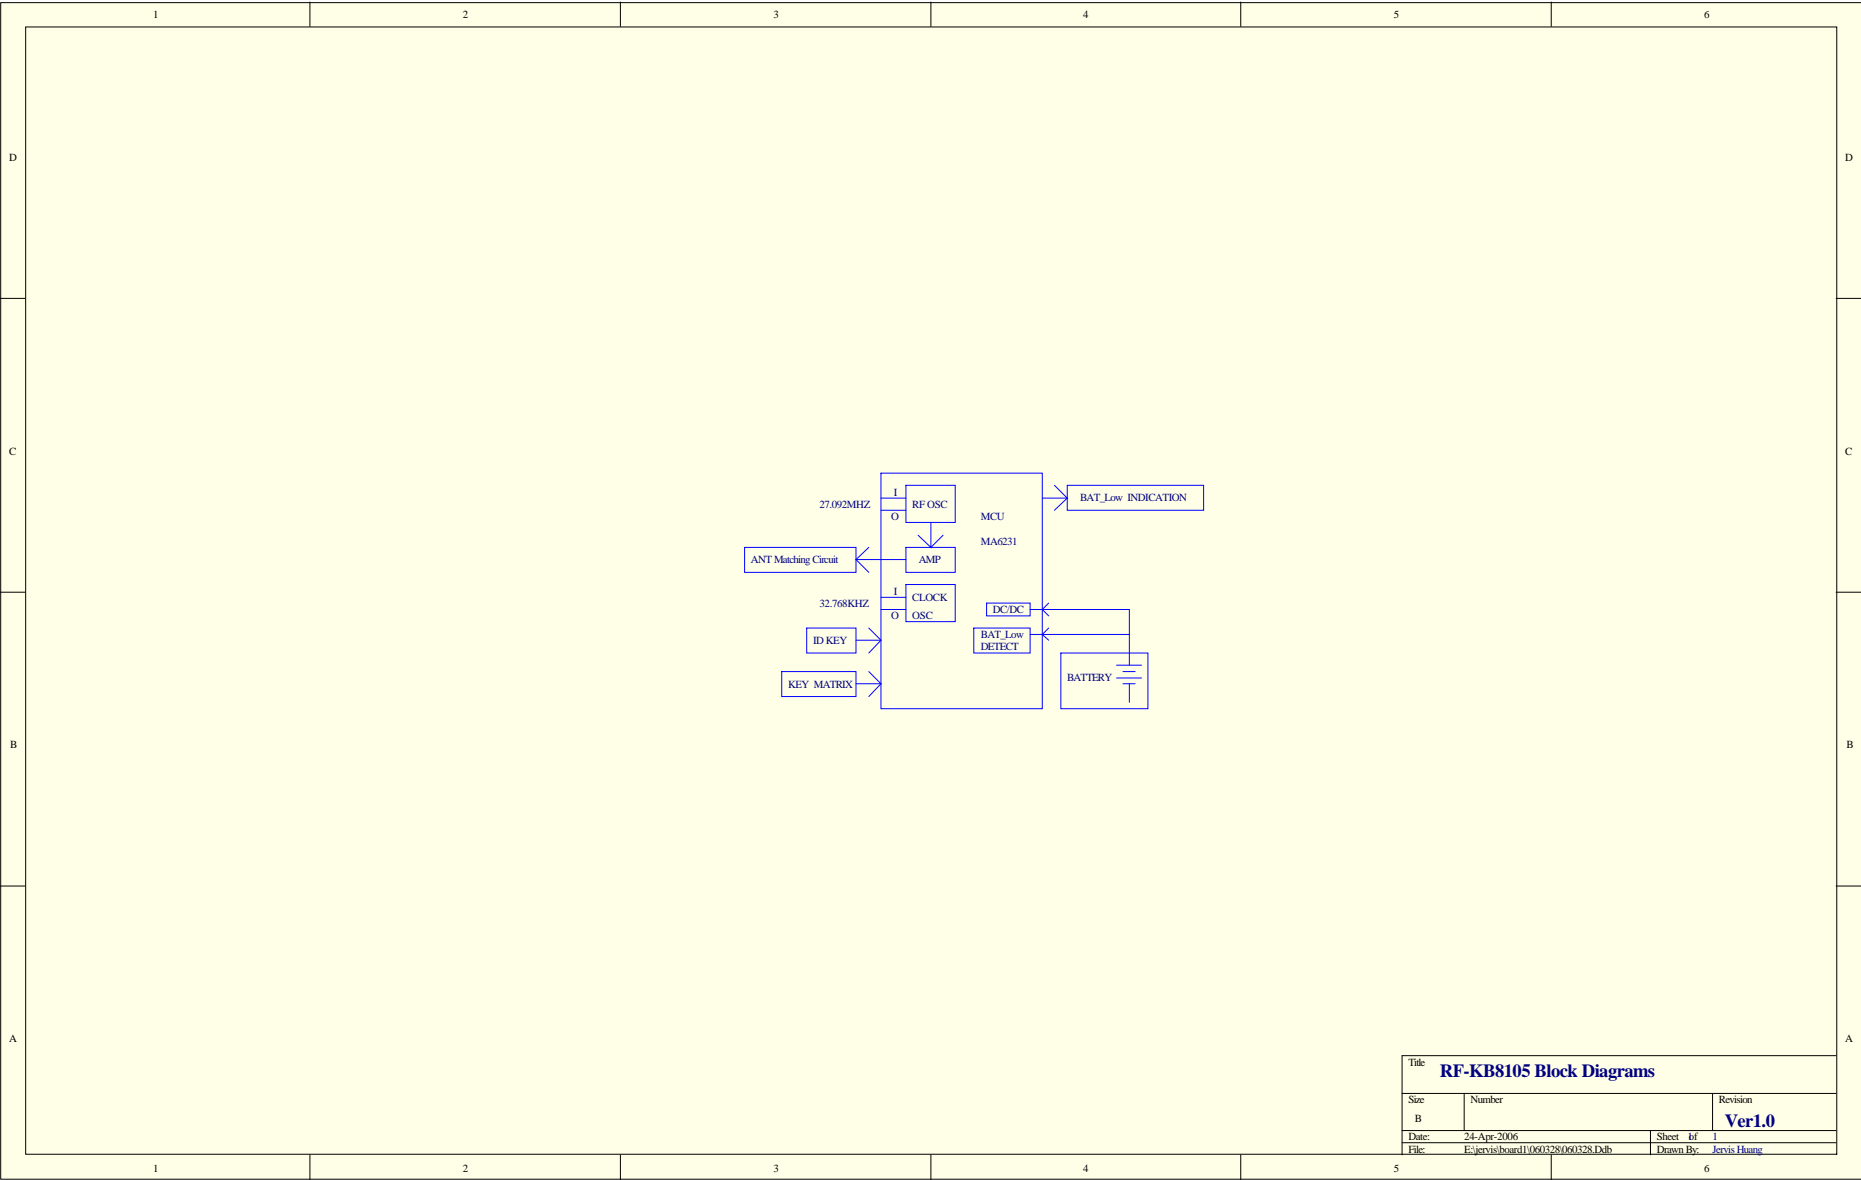 1 2 3 4 5 6
D D
C C
B B
A A
27.092MHZ
I
O
RF OSC
MCU
MA6231
BAT_Low INDICATION
ANT Matching Circuit
AMP
32.768KHZ
I
O
CLOCK
OSC
DC/DC
ID KEY
BAT_Low
DETECT
KEY MATRIX
BATTERY
Title
RF-KB8105 Block Diagrams
Size
Number
Revision
B
Ver1.0
Date: 24-Apr-2006
Sheet of 1
File: E:\jervis\board1\060328\060328.Ddb
Drawn By: Jervis Huang
1 2 3 4 5 6